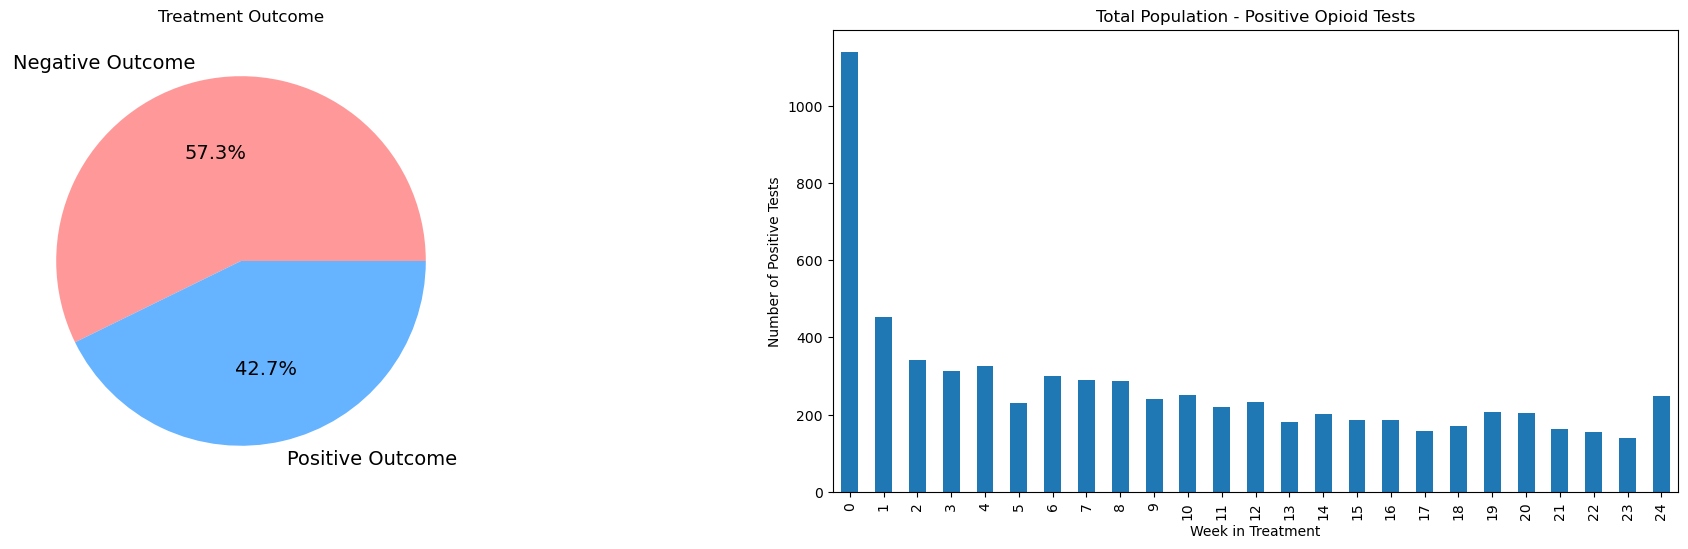 Treatment Outcome
Negative Outcome
57.3%
42.7%
Positive Outcome
Total Population - Positive Opioid Tests
Number of Positive Tests
1000
800
600
400
200
0
0 1 2 3 4 5 6 7 8 9 10 11 12 13 14 15 16 17 18 19 20 21 22 23 24
Week in Treatment